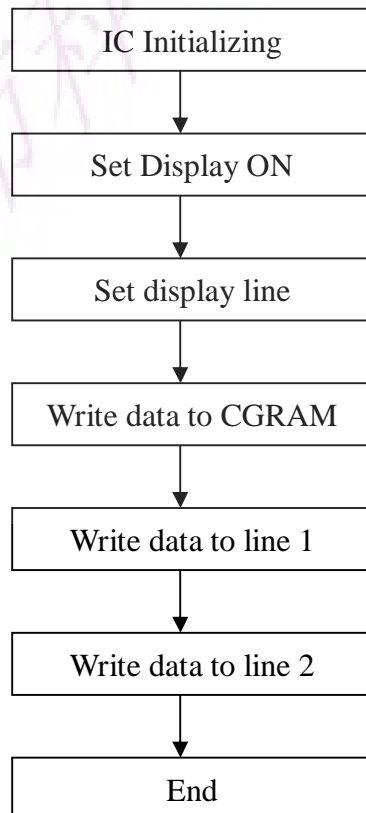 IC Initializing
Set Display ON
Set display line
Write data to CGRAM
Write data to line 1
Write data to line 2
End